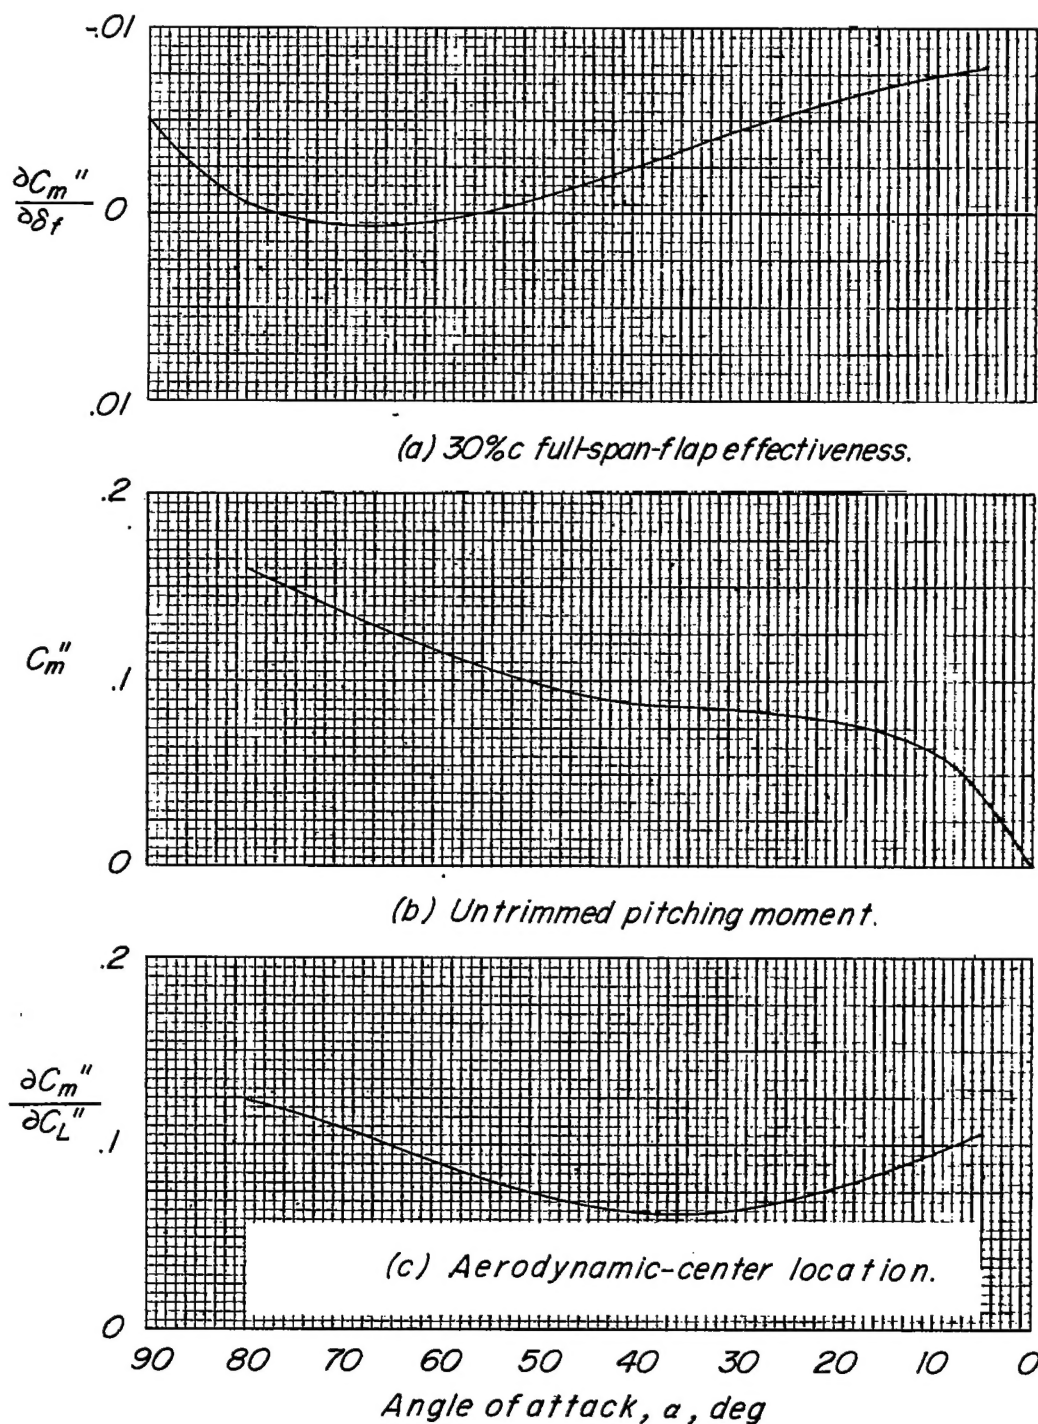 -.01
∂Cm''
∂δf
0
.01
(a) 30%c full-span-flap effectiveness.
.2
Cm''
.1
0
(b) Untrimmed pitching moment.
.2
∂Cm''
∂CL''
.1
(c) Aerodynamic-center location.
0
90 80 70 60 50 40 30 20 10 0
Angle of attack, α, deg